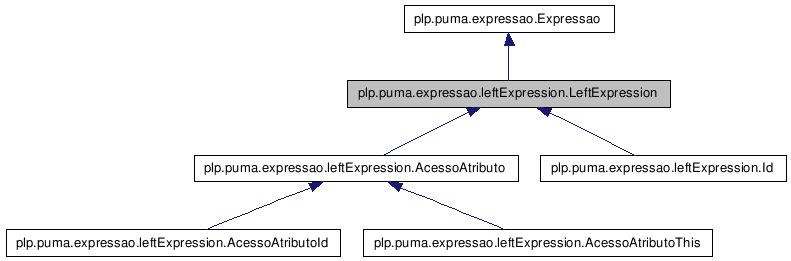 plp.puma.expressao.Expressao
plp.puma.expressao.leftExpression.LeftExpression
plp.puma.expressao.leftExpression.AcessoAtributo
plp.puma.expressao.leftExpression.Id
plp.puma.expressao.leftExpression.AcessoAtributoId
plp.puma.expressao.leftExpression.AcessoAtributoThis